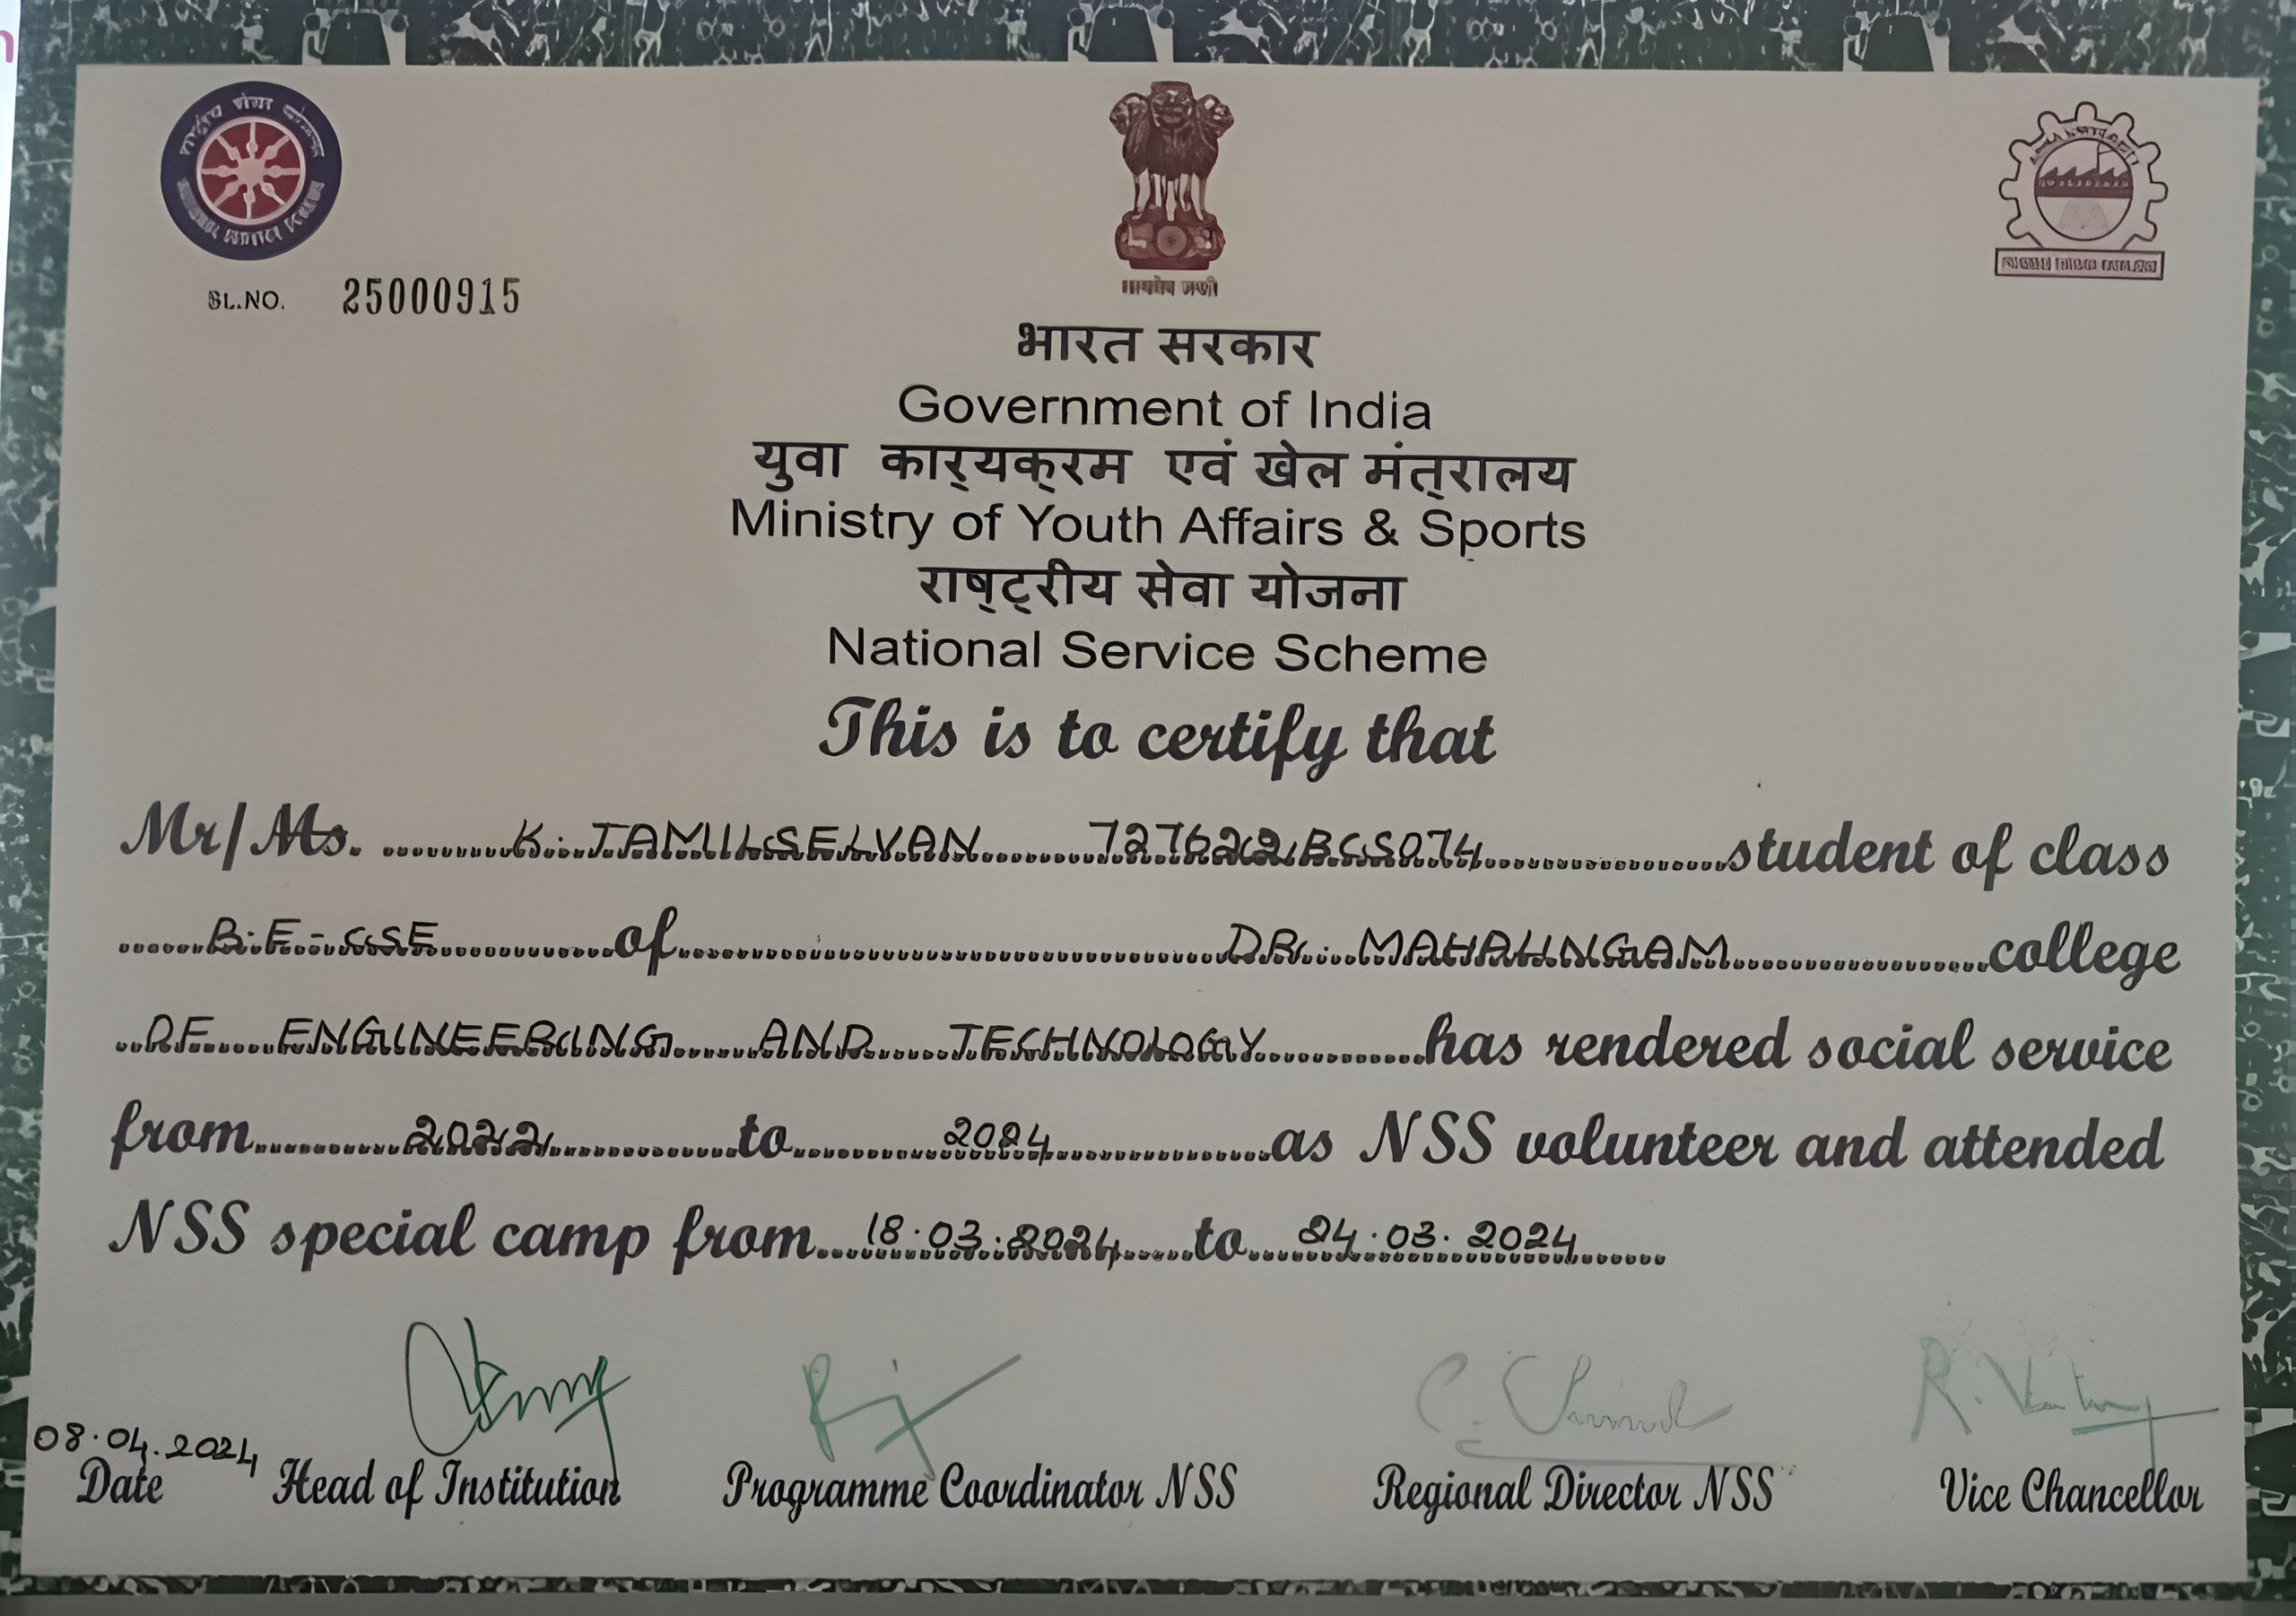 SL.NO. 25000915
भारत सरकार
Government of India
युवा कार्‌यक्‌रम एवं खेल मंत्‌रालय
Ministry of Youth Affairs & Sports
राष्‌ट्‌रीय सेवा योजना
National Service Scheme
This is to certify that
Mr/Ms. K. TAMILSELVAN 727622BCS074 student of class
B.E-CSE of DR. MAHALINGAM college
OF ENGINEERING AND TECHNOLOGY has rendered social service
from 2022 to 2024 as NSS volunteer and attended
NSS special camp from 18.03.2024 to 24.03.2024
08.04.2024
Date Head of Institution Programme Coordinator NSS Regional Director NSS Vice Chancellor